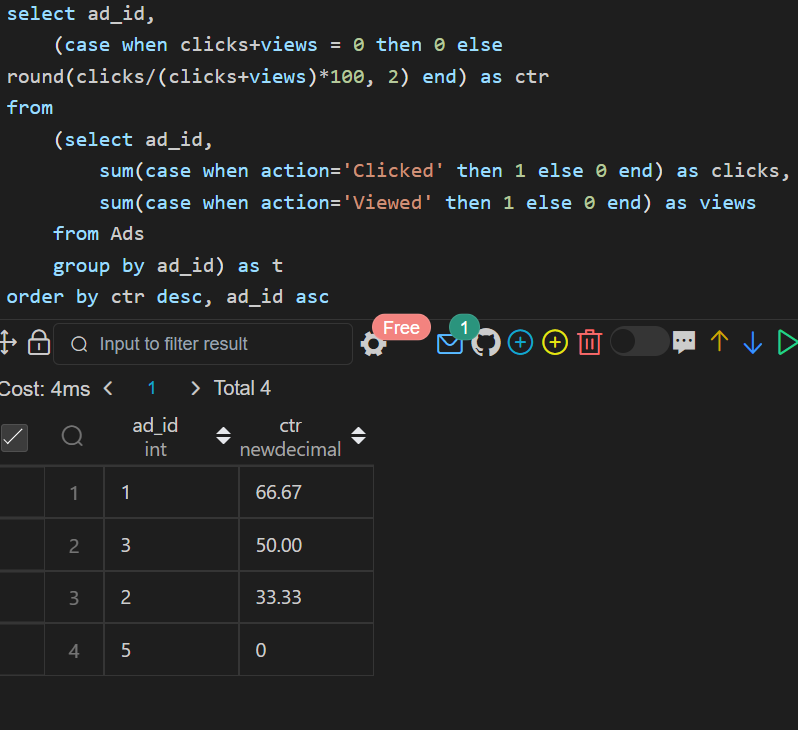 select ad_id,
(case when clicks+views = 0 then 0 else
round(clicks/(clicks+views)*100, 2) end) as ctr
from
(select ad_id,
sum(case when action='Clicked' then 1 else 0 end) as clicks,
sum(case when action='Viewed' then 1 else 0 end) as views
from Ads
group by ad_id) as t
order by ctr desc, ad_id asc
Input to filter result Free 1
Cost: 4ms 1 Total 4
ad_id ctr
int newdecimal
1 1 66.67
2 3 50.00
3 2 33.33
4 5 0